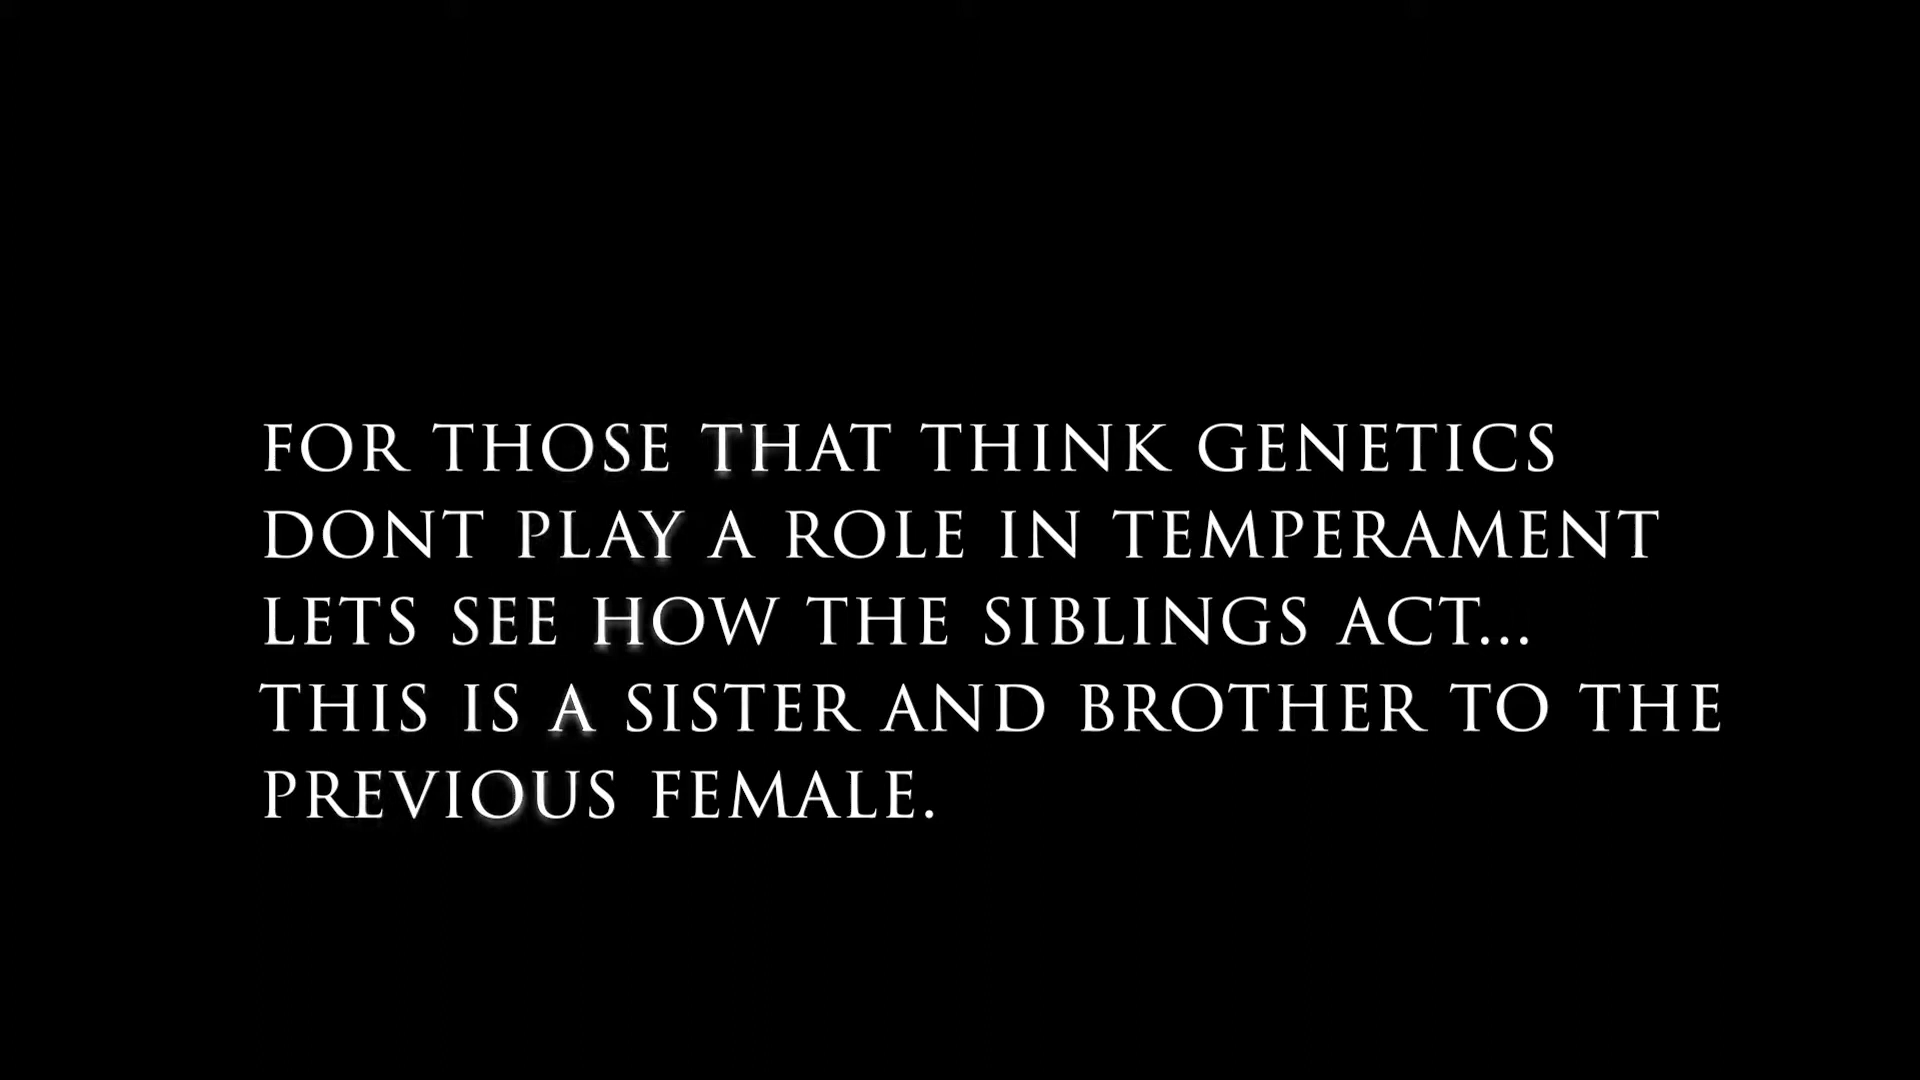 FOR THOSE THAT THINK GENETICS
DONT PLAY A ROLE IN TEMPERAMENT
LETS SEE HOW THE SIBLINGS ACT...
THIS IS A SISTER AND BROTHER TO THE
PREVIOUS FEMALE.